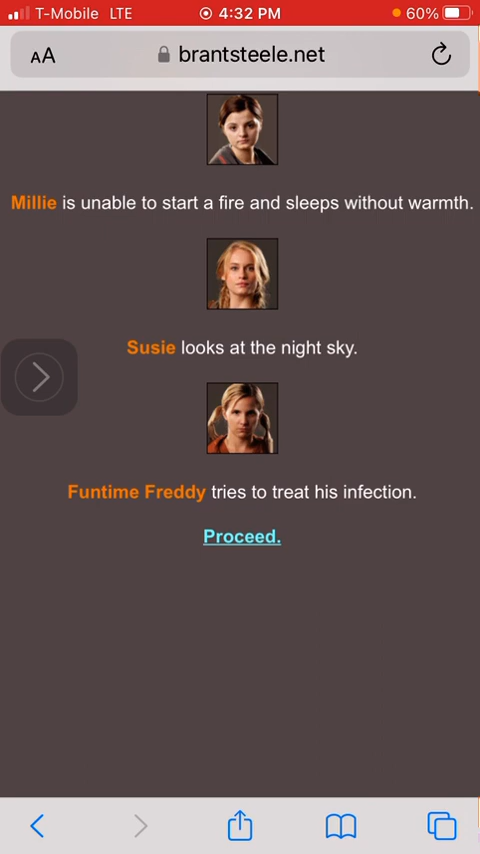 T-Mobile LTE 4:32 PM 60%
AA brantsteele.net
Millie is unable to start a fire and sleeps without warmth.
Susie looks at the night sky.
Funtime Freddy tries to treat his infection.
Proceed.